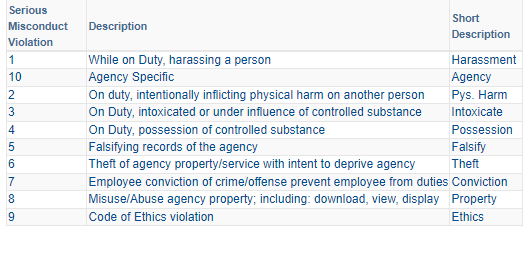 Serious Misconduct Violation Description Short Description
1 While on Duty, harassing a person Harassment
10 Agency Specific Agency
2 On duty, intentionally inflicting physical harm on another person Pys. Harm
3 On Duty, intoxicated or under influence of controlled substance Intoxicate
4 On Duty, possession of controlled substance Possession
5 Falsifying records of the agency Falsify
6 Theft of agency property/service with intent to deprive agency Theft
7 Employee conviction of crime/offense prevent employee from duties Conviction
8 Misuse/Abuse agency property; including: download, view, display Property
9 Code of Ethics violation Ethics